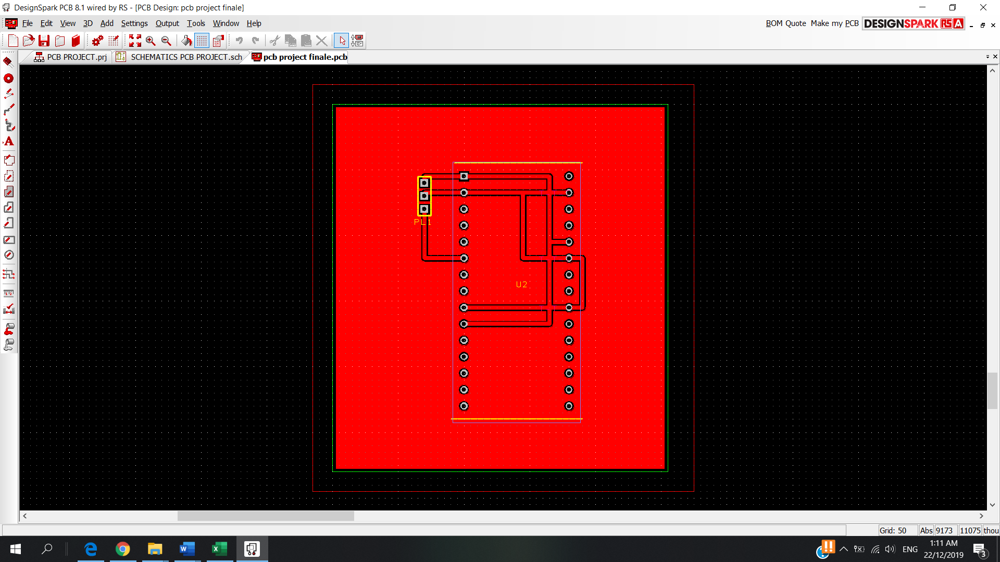 DesignSpark PCB 8.1 wired by RS - [PCB Design: pcb project finale]
File Edit View 3D Add Settings Output Tools Window Help
BOM Quote Make my PCB DESIGNSPARK RS A
PCB PROJECT.prj SCHEMATICS PCB PROJECT.sch pcb project finale.pcb
PL1
U2
Grid: 50 Abs 9173 11075 thou
ENG
1:11 AM
22/12/2019
3